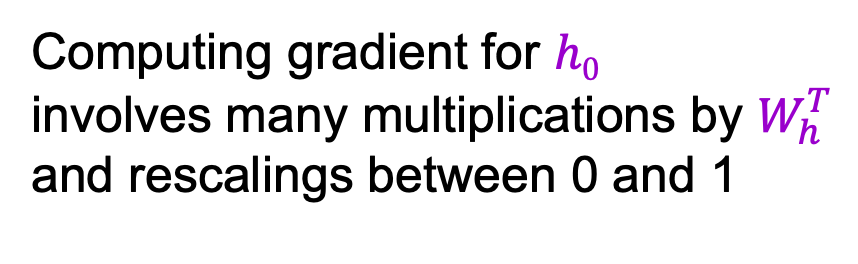 Computing gradient for h₀
involves many multiplications by Wₕᵀ
and rescalings between 0 and 1